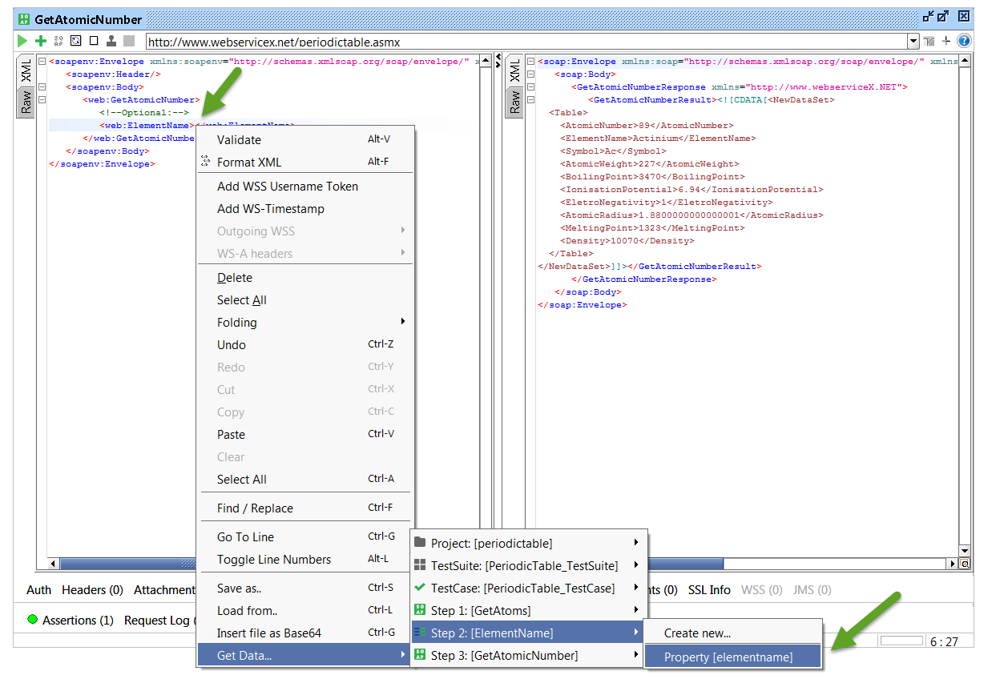 GetAtomicNumber
http://www.webservicex.net/periodictable.asmx
XML
Raw
<soapenv:Envelope xmlns:soapenv="http://schemas.xmlsoap.org/soap/envelope/" x
<soapenv:Header/>
<soapenv:Body>
<web:GetAtomicNumber>
<!--Optional:-->
<web:ElementName></web:ElementName>
</web:GetAtomicNumbe
</soapenv:Body>
</soapenv:Envelope>
XML
Raw
<soap:Envelope xmlns:soap="http://schemas.xmlsoap.org/soap/envelope/" xmlns
<soap:Body>
<GetAtomicNumberResponse xmlns="http://www.webserviceX.NET">
<GetAtomicNumberResult><![CDATA[<NewDataSet>
<Table>
<AtomicNumber>89</AtomicNumber>
<ElementName>Actinium</ElementName>
<Symbol>Ac</Symbol>
<AtomicWeight>227</AtomicWeight>
<BoilingPoint>3470</BoilingPoint>
<IonisationPotential>6.94</IonisationPotential>
<EletroNegativity>1</EletroNegativity>
<AtomicRadius>1.8800000000000001</AtomicRadius>
<MeltingPoint>1323</MeltingPoint>
<Density>10070</Density>
</Table>
</NewDataSet>]]></GetAtomicNumberResult>
</GetAtomicNumberResponse>
</soap:Body>
</soap:Envelope>
Validate Alt-V
Format XML Alt-F
Add WSS Username Token
Add WS-Timestamp
Outgoing WSS
WS-A headers
Delete
Select All
Folding
Undo Ctrl-Z
Redo Ctrl-Y
Cut Ctrl-X
Copy Ctrl-C
Paste Ctrl-V
Clear
Select All Ctrl-A
Find / Replace Ctrl-F
Go To Line Ctrl-G
Toggle Line Numbers Alt-L
Save as.. Ctrl-S
Load from.. Ctrl-L
Insert file as Base64 Ctrl-G
Get Data...
Project: [periodictable]
TestSuite: [PeriodicTable_TestSuite]
TestCase: [PeriodicTable_TestCase]
Step 1: [GetAtoms]
Step 2: [ElementName]
Step 3: [GetAtomicNumber]
Create new...
Property [elementname]
Auth Headers (0) Attachment nts (0) SSL Info WSS (0) JMS (0)
Assertions (1) Request Log (
6 : 27